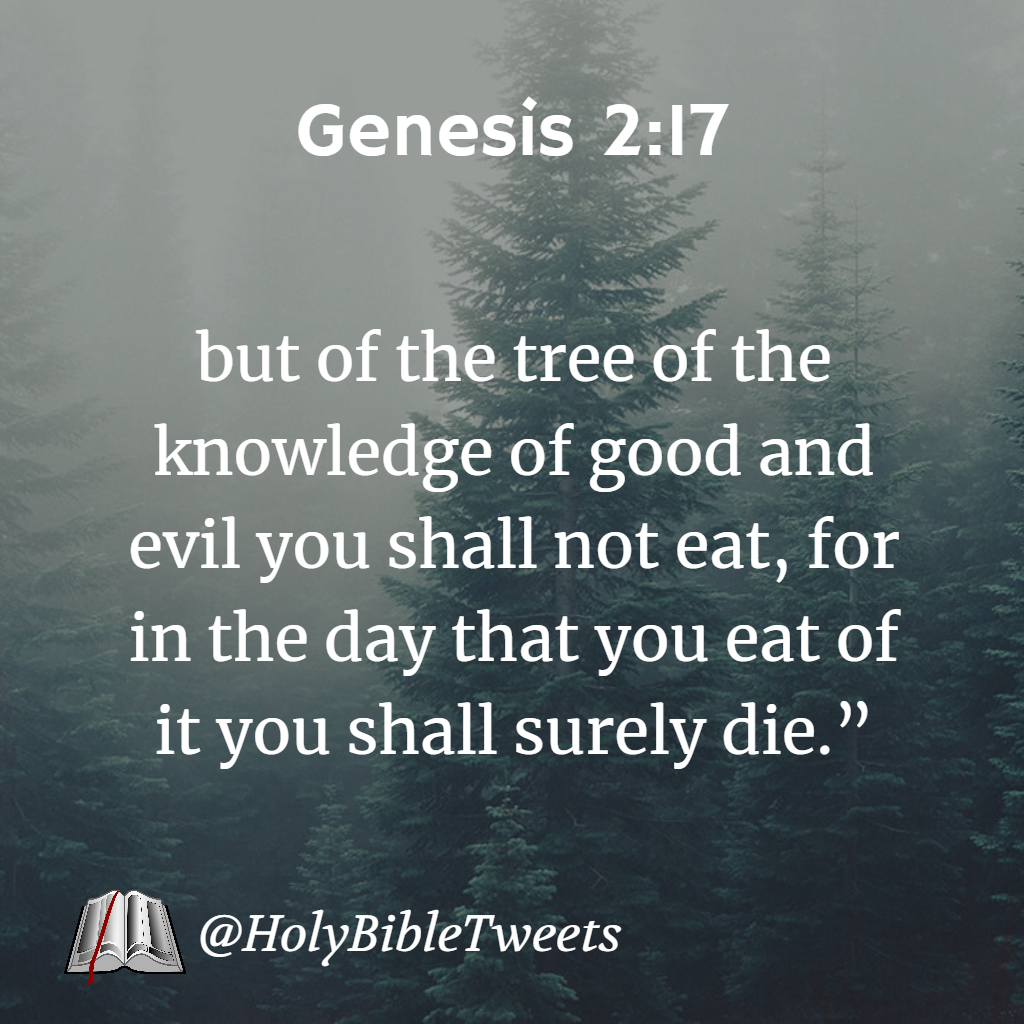 Genesis 2:17
but of the tree of the
knowledge of good and
evil you shall not eat, for
in the day that you eat of
it you shall surely die.”
@HolyBibleTweets